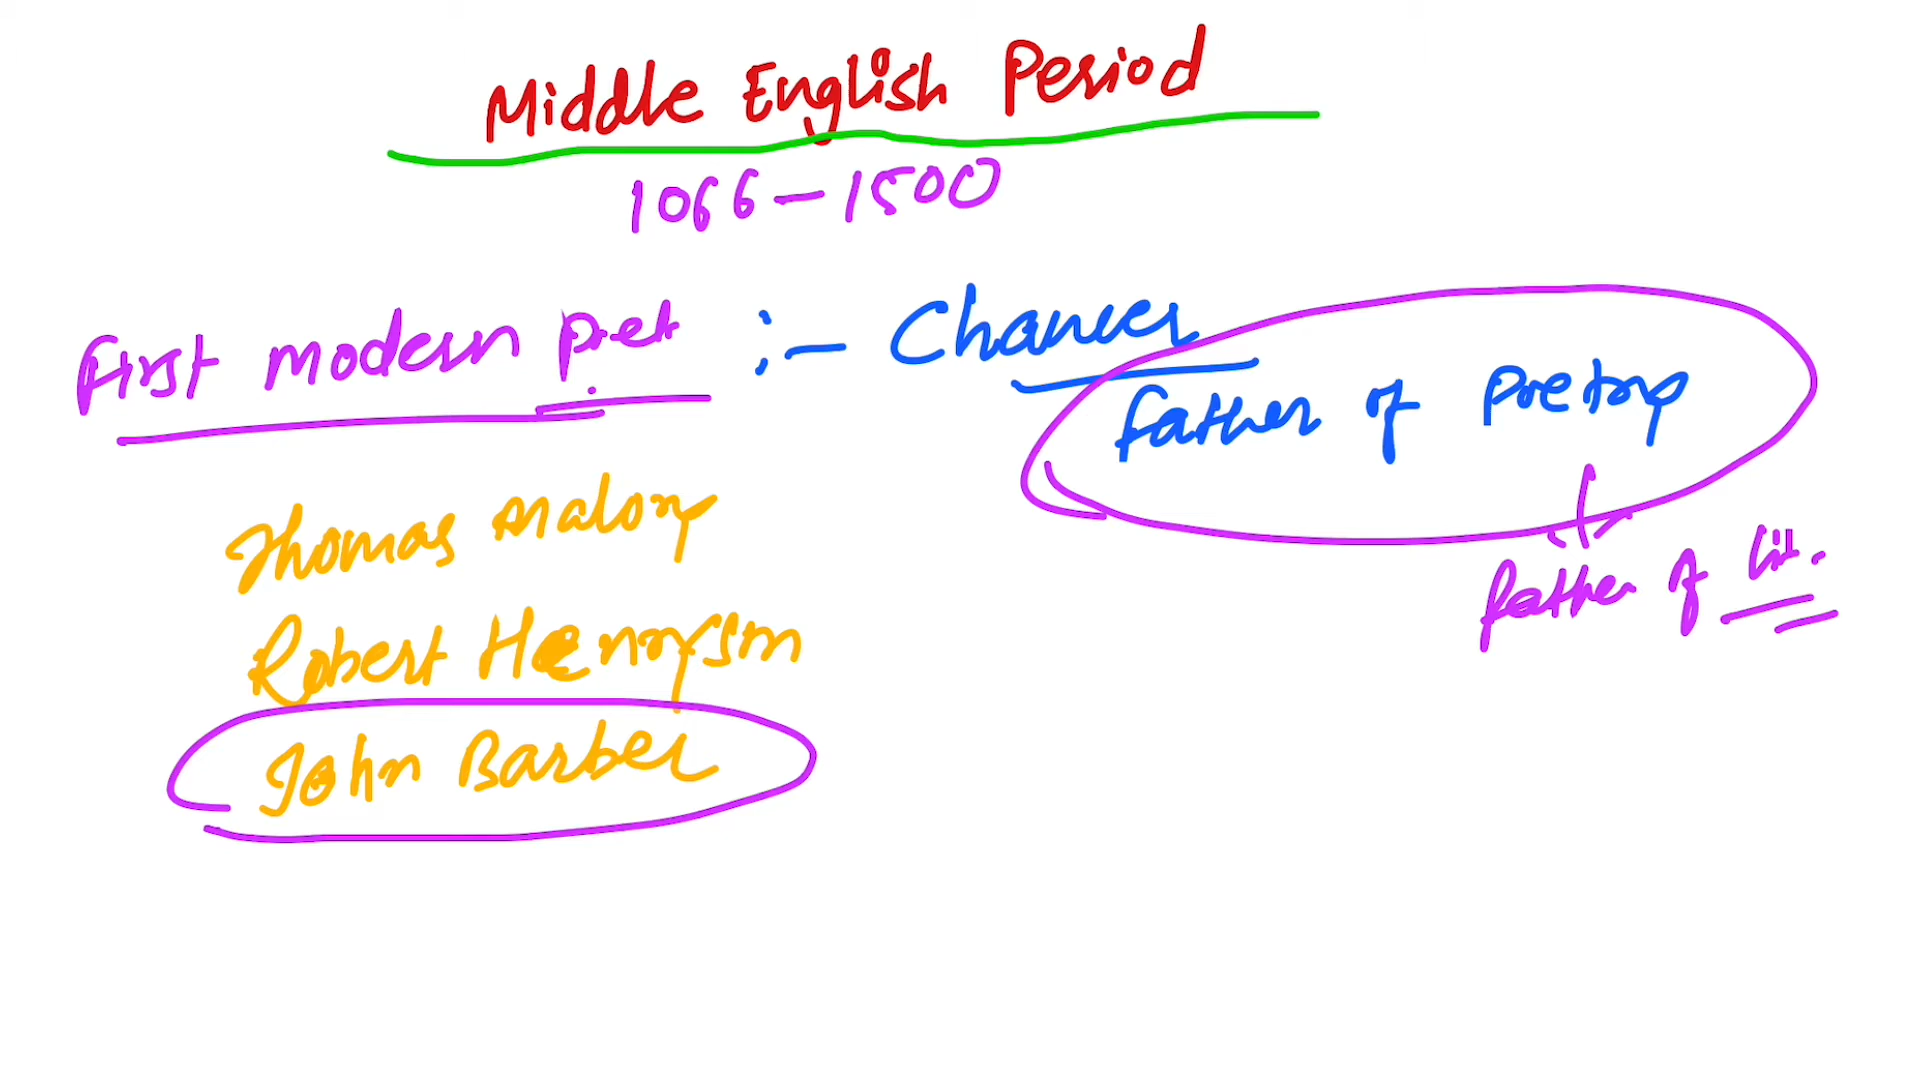 Middle English Period
1066 - 1500
First modern Poet :- Chaucer
Father of Poetry
Father of Lit.
Thomas Malory
Robert Henryson
John Barber